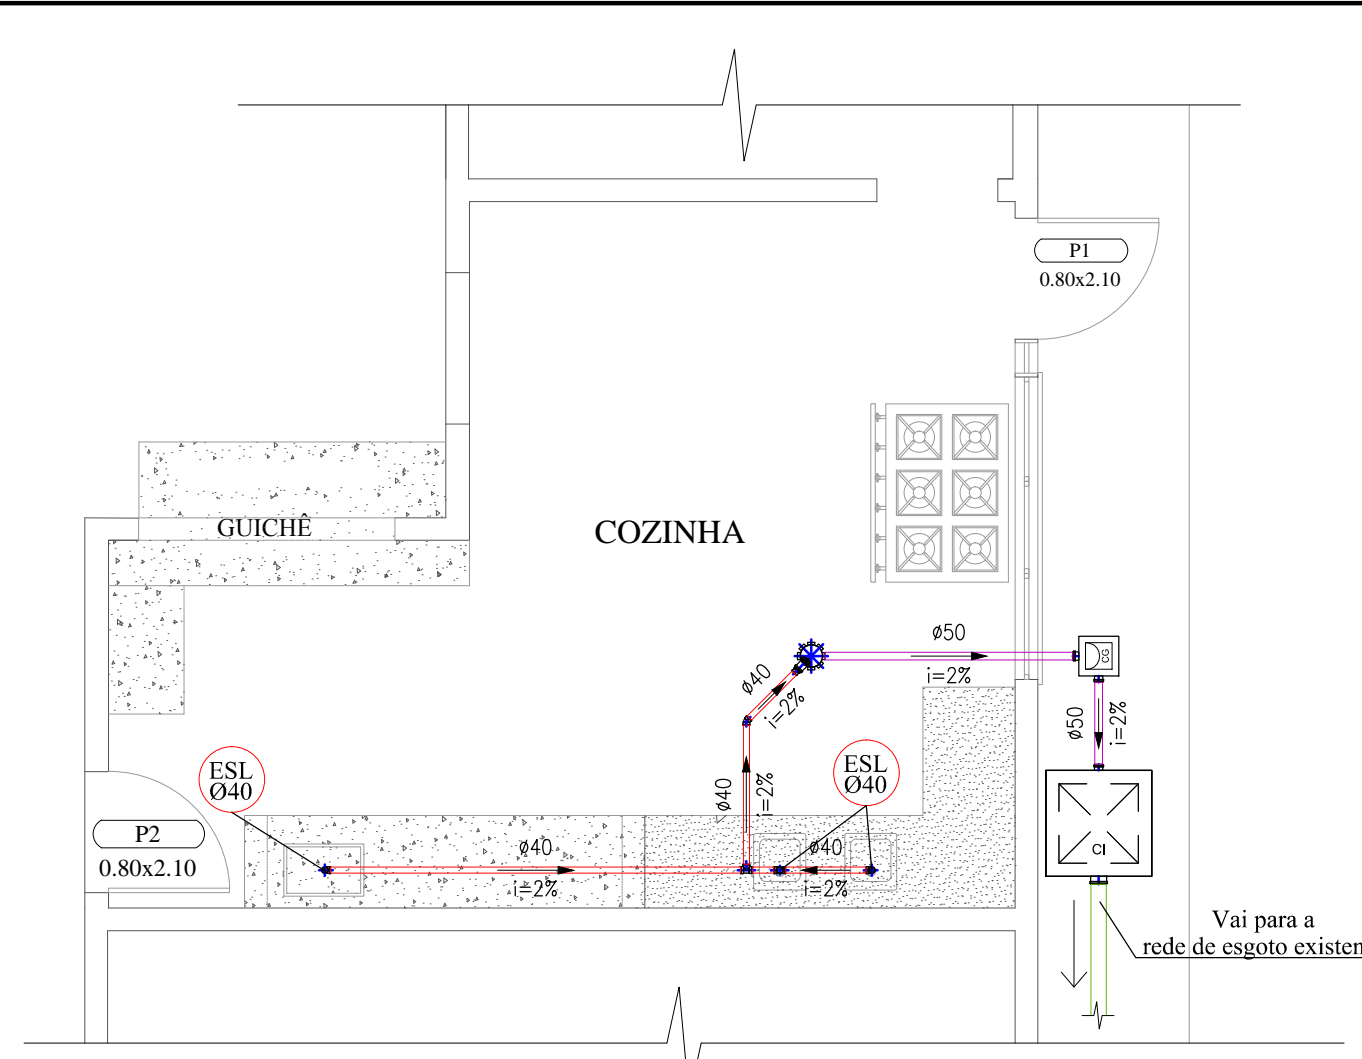 P1
0.80x2.10
GUICHÊ
COZINHA
ø50
i=2%
CG
ø40
i=2%
ø50
i=2%
ESL
Ø40
ESL
Ø40
ø40
i=2%
P2
0.80x2.10
ø40
i=2%
ø40
i=2%
CI
Vai para a
rede de esgoto existen